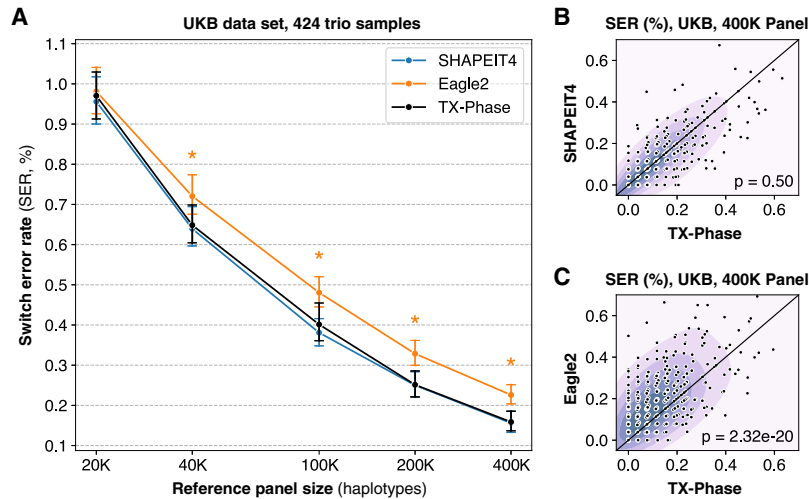 A
UKB data set, 424 trio samples
Switch error rate (SER, %)
1.1
1.0
0.9
0.8
0.7
0.6
0.5
0.4
0.3
0.2
0.1
SHAPEIT4
Eagle2
TX-Phase
*
*
*
*
20K 40K 100K 200K 400K
Reference panel size (haplotypes)
B
SER (%), UKB, 400K Panel
SHAPEIT4
0.6
0.4
0.2
0.0
p = 0.50
0.0 0.2 0.4 0.6
TX-Phase
C
SER (%), UKB, 400K Panel
Eagle2
0.6
0.4
0.2
0.0
p = 2.32e-20
0.0 0.2 0.4 0.6
TX-Phase